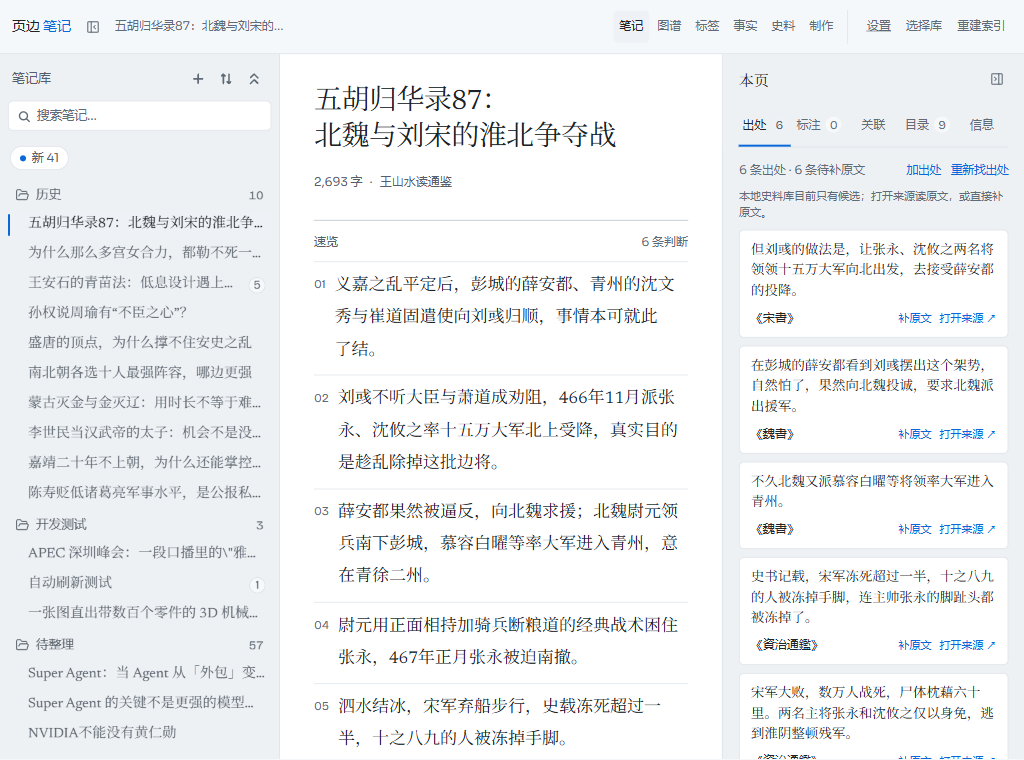 页边 笔记
五胡归华录87：北魏与刘宋的...
笔记 图谱 标签 事实 史料 制作 设置 选择库 重建索引
笔记库
搜索笔记...
新 41
历史 10
五胡归华录87：北魏与刘宋的淮北争...
为什么那么多宫女合力，都勒不死一...
王安石的青苗法：低息设计遇上... 5
孙权说周瑜有“不臣之心”？
盛唐的顶点，为什么撑不住安史之乱
南北朝各选十人最强阵容，哪边更强
蒙古灭金与金灭辽：用时长不等于难...
李世民当汉武帝的太子：机会不是没...
嘉靖二十年不上朝，为什么还能掌控...
陈寿贬低诸葛亮军事水平，是公报私...
开发测试 3
APEC 深圳峰会：一段口播里的\"雅...
自动刷新测试 1
一张图直出带数百个零件的 3D 机械...
待整理 57
Super Agent：当 Agent 从「外包」变...
Super Agent 的关键不是更强的模型...
NVIDIA不能没有黄仁勋
五胡归华录87：
北魏与刘宋的淮北争夺战
2,693 字 · 王山水读通鉴
速览 6 条判断
01 义嘉之乱平定后，彭城的薛安都、青州的沈文
秀与崔道固遣使向刘彧归顺，事情本可就此
了结。
02 刘彧不听大臣与萧道成劝阻，466年11月派张
永、沈攸之率十五万大军北上受降，真实目的
是趁乱除掉这批边将。
03 薛安都果然被逼反，向北魏求援；北魏尉元领
兵南下彭城，慕容白曜等率大军进入青州，意
在青徐二州。
04 尉元用正面相持加骑兵断粮道的经典战术困住
张永，467年正月张永被迫南撤。
05 泗水结冰，宋军弃船步行，史载冻死超过一
半，十之八九的人被冻掉手脚。
本页
出处 6 标注 0 关联 目录 9 信息
6 条出处 · 6 条待补原文 加出处 重新找出处
本地史料库目前只有候选；打开来源读原文，或直接补
原文。
但刘彧的做法是，让张永、沈攸之两名将
领领十五万大军向北出发，去接受薛安都
的投降。
《宋書》 补原文 打开来源 ↗
在彭城的薛安都看到刘彧摆出这个架势，
自然怕了，果然向北魏投诚，要求北魏派
出援军。
《魏書》 补原文 打开来源 ↗
不久北魏又派慕容白曜等将领率大军进入
青州。
《魏書》 补原文 打开来源 ↗
史书记载，宋军冻死超过一半，十之八九
的人被冻掉手脚，连主帅张永的脚趾头都
被冻掉了。
《資治通鑑》 补原文 打开来源 ↗
宋军大败，数万人战死，尸体枕藉六十
里。两名主将张永和沈攸之仅以身免，逃
到淮阴整顿残军。
《資治通鑑》 补原文 打开来源 ↗